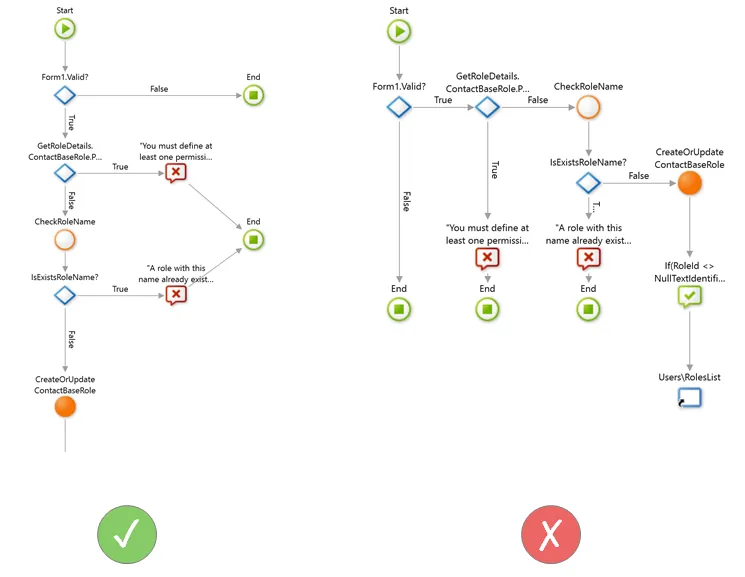 Start
Form1.Valid?
False
End
True
GetRoleDetails.
ContactBaseRole.P...
True
"You must define at
least one permissi...
False
CheckRoleName
End
IsExistsRoleName?
True
"A role with this
name already exist...
False
CreateOrUpdate
ContactBaseRole
Start
Form1.Valid?
True
GetRoleDetails.
ContactBaseRole.P...
False
CheckRoleName
False
True
IsExistsRoleName?
False
CreateOrUpdate
ContactBaseRole
T...
"You must define at
least one permissi...
"A role with this
name already exist...
If(RoleId <>
NullTextIdentifi...
End
End
End
Users\RolesList